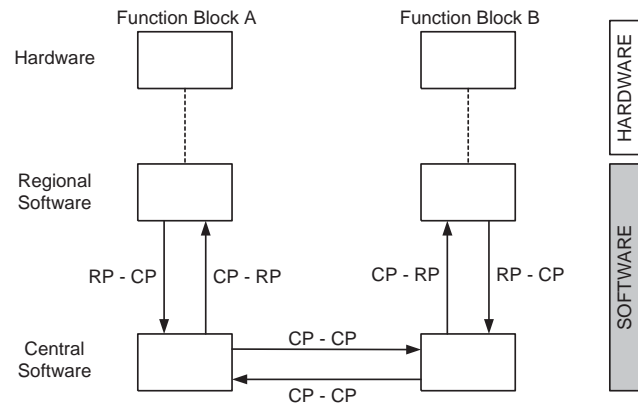 Function Block A
Function Block B
Hardware
HARDWARE
Regional
Software
RP - CP
CP - RP
CP - RP
RP - CP
SOFTWARE
CP - CP
Central
Software
CP - CP